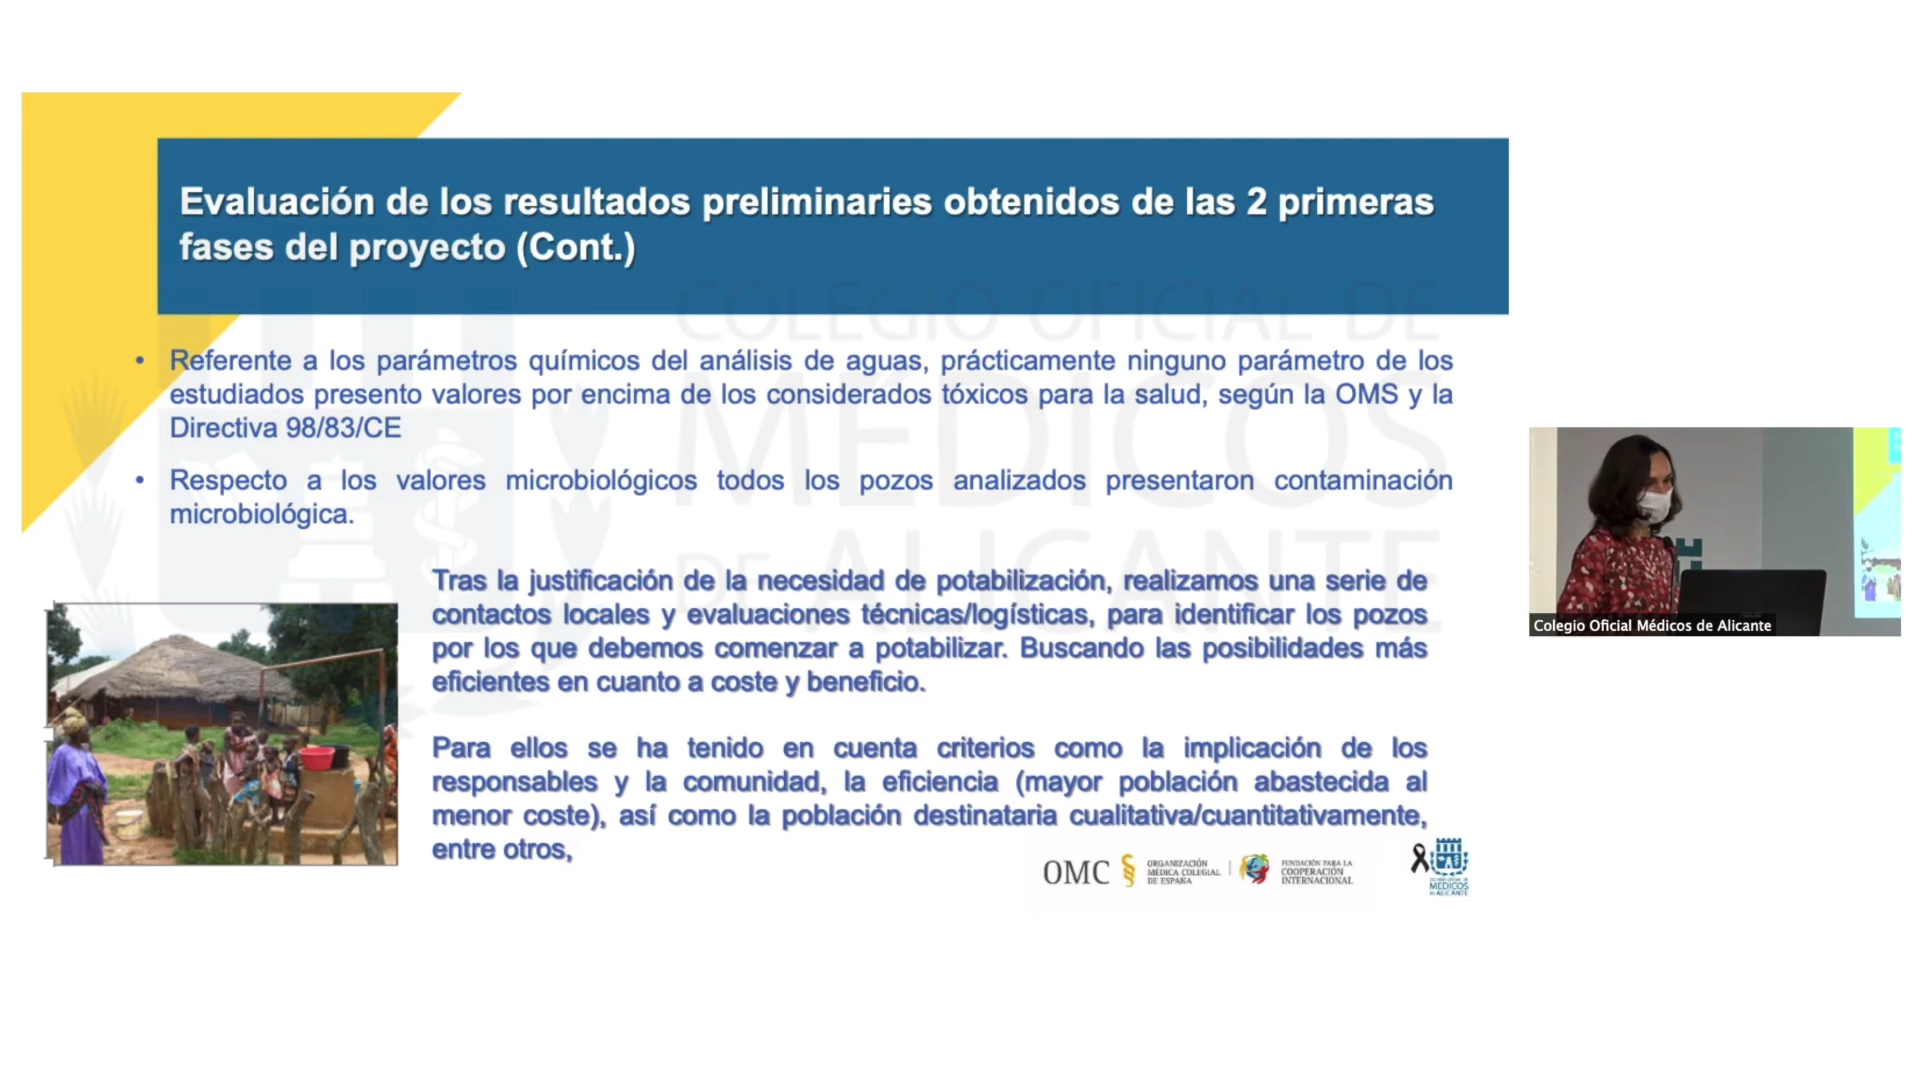 Evaluación de los resultados preliminaries obtenidos de las 2 primeras
fases del proyecto (Cont.)
COLEGIO OFICIAL DE
MÉDICOS
DE ALICANTE
• Referente a los parámetros químicos del análisis de aguas, prácticamente ninguno parámetro de los
estudiados presento valores por encima de los considerados tóxicos para la salud, según la OMS y la
Directiva 98/83/CE
• Respecto a los valores microbiológicos todos los pozos analizados presentaron contaminación
microbiológica.
Tras la justificación de la necesidad de potabilización, realizamos una serie de
contactos locales y evaluaciones técnicas/logísticas, para identificar los pozos
por los que debemos comenzar a potabilizar. Buscando las posibilidades más
eficientes en cuanto a coste y beneficio.
Para ellos se ha tenido en cuenta criterios como la implicación de los
responsables y la comunidad, la eficiencia (mayor población abastecida al
menor coste), así como la población destinataria cualitativa/cuantitativamente,
entre otros,
OMC
ORGANIZACIÓN
MÉDICA COLEGIAL
DE ESPAÑA
FUNDACIÓN PARA LA
COOPERACIÓN
INTERNACIONAL
COLEGIO OFICIAL DE
MÉDICOS
DE ALICANTE
Colegio Oficial Médicos de Alicante